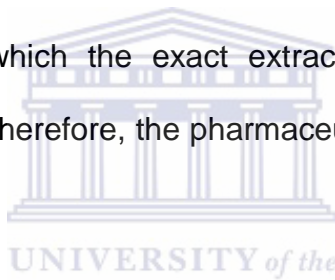 which the exact extrac
herefore, the pharmaceu
UNIVERSITY of the